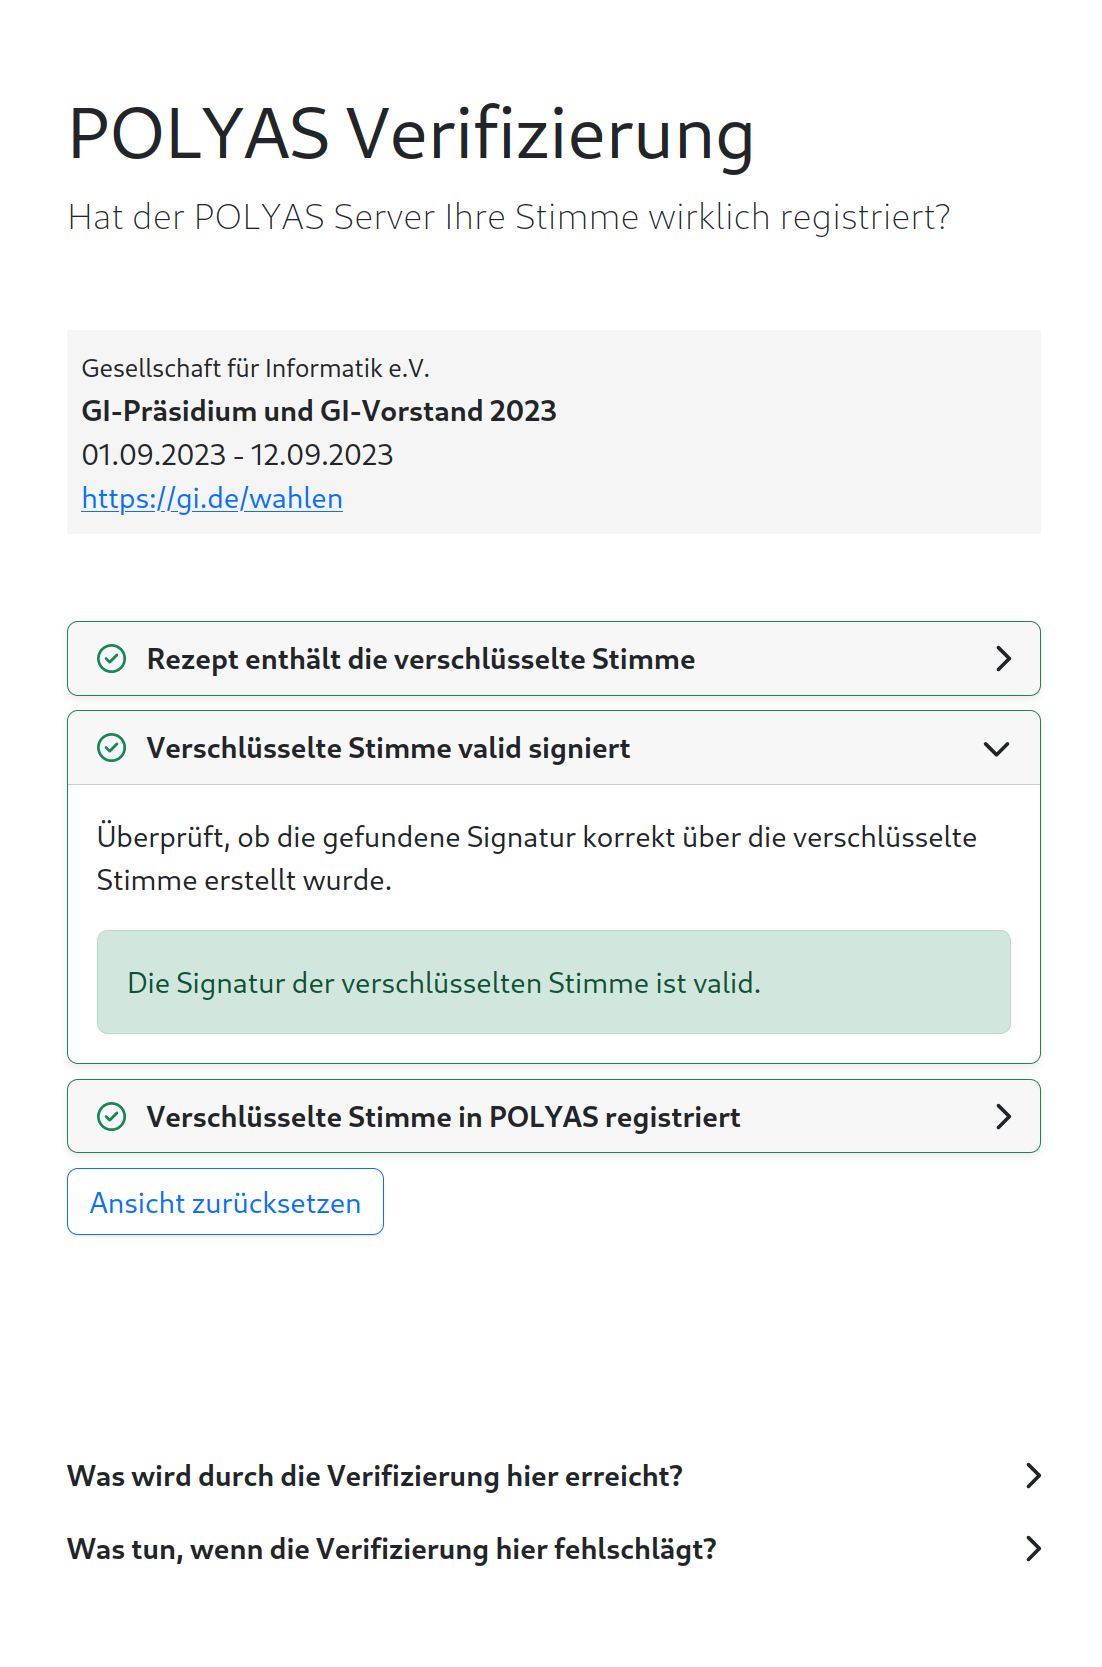 POLYAS Verifizierung
Hat der POLYAS Server Ihre Stimme wirklich registriert?
Gesellschaft für Informatik e.V.
GI-Präsidium und GI-Vorstand 2023
01.09.2023 - 12.09.2023
https://gi.de/wahlen
Rezept enthält die verschlüsselte Stimme
Verschlüsselte Stimme valid signiert
Überprüft, ob die gefundene Signatur korrekt über die verschlüsselte
Stimme erstellt wurde.
Die Signatur der verschlüsselten Stimme ist valid.
Verschlüsselte Stimme in POLYAS registriert
Ansicht zurücksetzen
Was wird durch die Verifizierung hier erreicht?
Was tun, wenn die Verifizierung hier fehlschlägt?